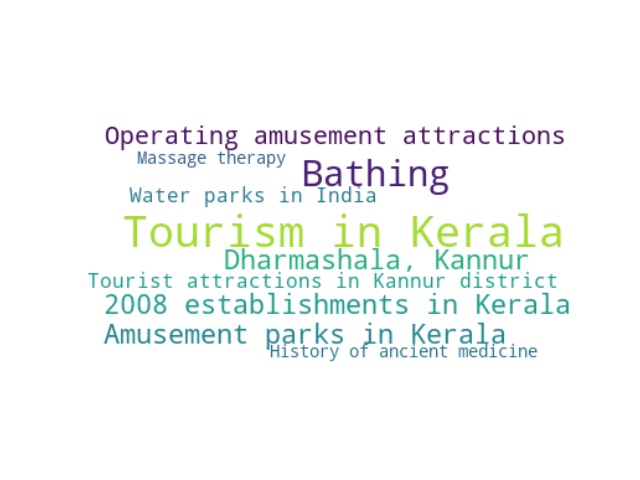 Operating amusement attractions
Massage therapy
Bathing
Water parks in India
Tourism in Kerala
Dharmashala, Kannur
Tourist attractions in Kannur district
2008 establishments in Kerala
Amusement parks in Kerala
History of ancient medicine